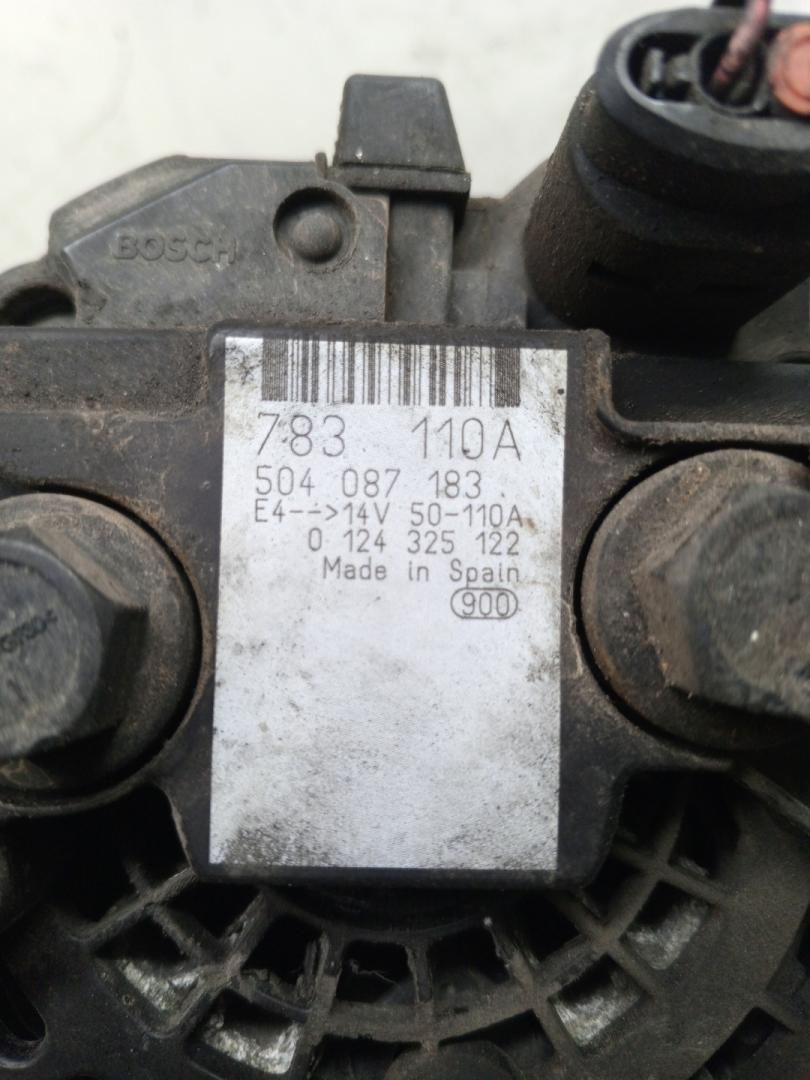 BOSCH
783 110A
504 087 183
E4-->14V 50-110A
0 124 325 122
Made in Spain
900